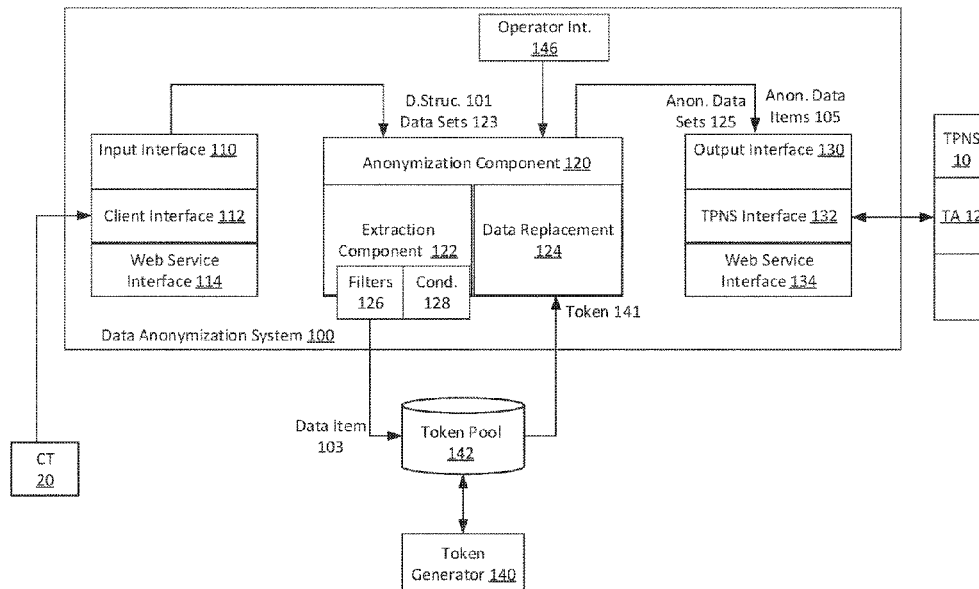 Operator Int.
146
D.Struc. 101
Data Sets 123
Anon. Data
Sets 125
Anon. Data
Items 105
Input Interface 110
Client Interface 112
Web Service
Interface 114
Anonymization Component 120
Extraction
Component 122
Filters
126
Cond.
128
Data Replacement
124
Output Interface 130
TPNS Interface 132
Web Service
Interface 134
TPNS
10
TA 12
Token 141
Data Anonymization System 100
Data Item
103
Token Pool
142
CT
20
Token
Generator 140